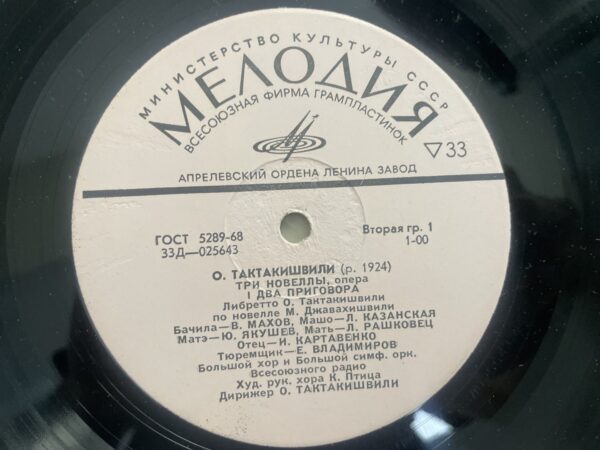 МИНИСТЕРСТВО КУЛЬТУРЫ СССР
МЕЛОДИЯ
ВСЕСОЮЗНАЯ ФИРМА ГРАМПЛАСТИНОК
▽33
АПРЕЛЕВСКИЙ ОРДЕНА ЛЕНИНА ЗАВОД
ГОСТ 5289-68
Вторая гр. 1
33Д—025643
1-00
О. ТАКТАКИШВИЛИ (р. 1924)
ТРИ НОВЕЛЛЫ, опера
I ДВА ПРИГОВОРА
Либретто О. Тактакишвили
по новелле М. Джавахишвили
Бачила—В. МАХОВ, Машо—Л. КАЗАНСКАЯ
Матэ—Ю. ЯКУШЕВ, Мать—Л. РАШКОВЕЦ
Отец—И. КАРТАВЕНКО
Тюремщик—Е. ВЛАДИМИРОВ
Большой хор и Большой симф. орк.
Всесоюзного радио
Худ. рук. хора К. Птица
Дирижер О. ТАКТАКИШВИЛИ